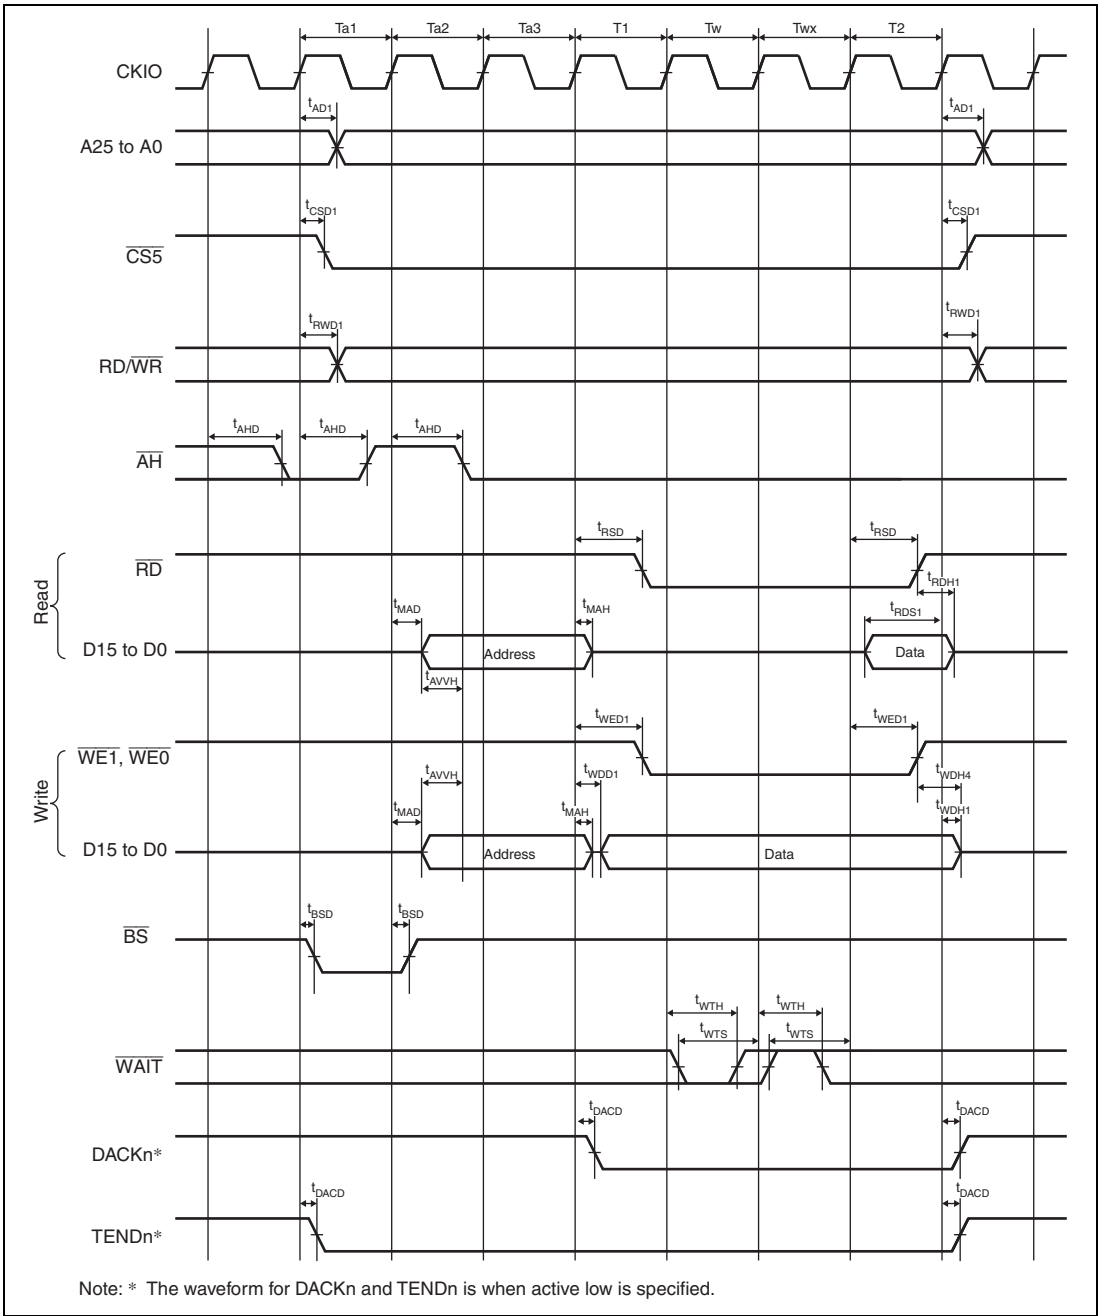 Ta1 Ta2 Ta3 T1 Tw Twx T2
CKIO
tAD1 tAD1
A25 to A0
tCSD1 tCSD1
CS5
tRWD1 tRWD1
RD/WR
tAHD tAHD tAHD
AH
tRSD tRSD
RD
tRDH1
Read
tMAD tMAH tRDS1
D15 to D0 Address Data
tAVVH
tWED1 tWED1
WE1, WE0
tAVVH tWDD1 tWDH4
Write
tMAD tMAH tWDH1
D15 to D0 Address Data
tBSD tBSD
BS
tWTH tWTH
tWTS tWTS
WAIT
tDACD tDACD
DACKn*
tDACD tDACD
TENDn*
Note: * The waveform for DACKn and TENDn is when active low is specified.